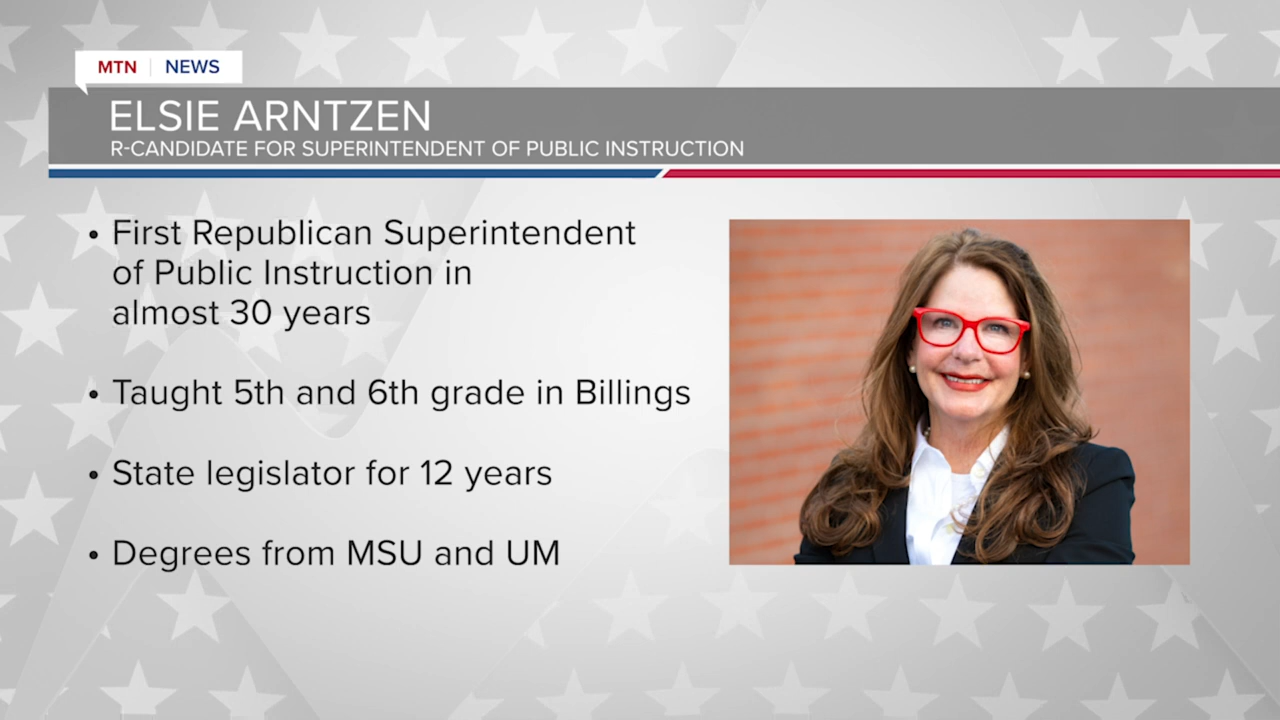 MTN | NEWS
ELSIE ARNTZEN
R-CANDIDATE FOR SUPERINTENDENT OF PUBLIC INSTRUCTION
• First Republican Superintendent
of Public Instruction in
almost 30 years
• Taught 5th and 6th grade in Billings
• State legislator for 12 years
• Degrees from MSU and UM